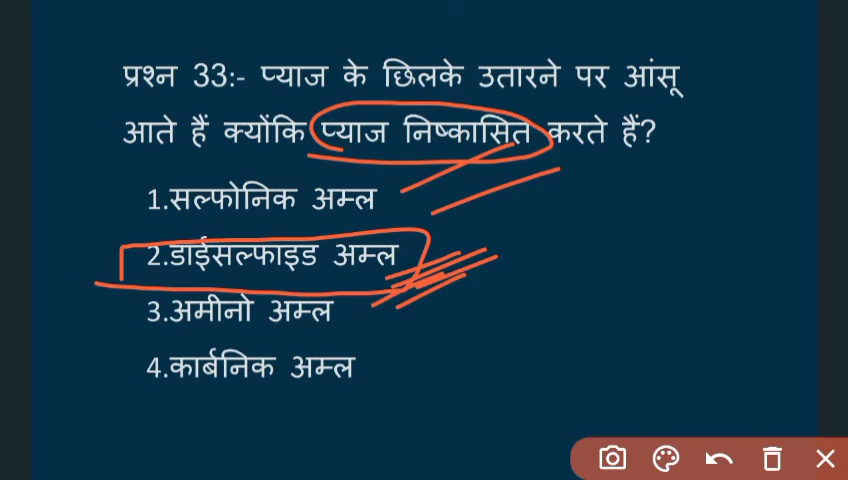 प्रश्न 33:- प्याज के छिलके उतारने पर आंसू
आते हैं क्योंकि प्याज निष्कासित करते हैं?
1.सल्फोनिक अम्ल
2.डाईसल्फाइड अम्ल
3.अमीनो अम्ल
4.कार्बनिक अम्ल